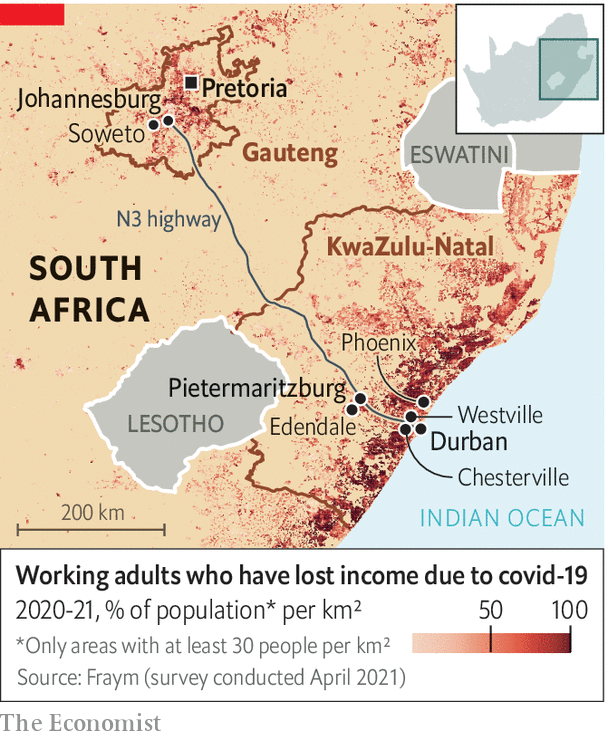 Johannesburg
Pretoria
Soweto
Gauteng
ESWATINI
N3 highway
KwaZulu-Natal
SOUTH
AFRICA
Phoenix
Pietermaritzburg
LESOTHO
Edendale
Westville
Durban
Chesterville
200 km
INDIAN OCEAN
Working adults who have lost income due to covid-19
2020-21, % of population* per km²
50 100
*Only areas with at least 30 people per km²
Source: Fraym (survey conducted April 2021)
The Economist